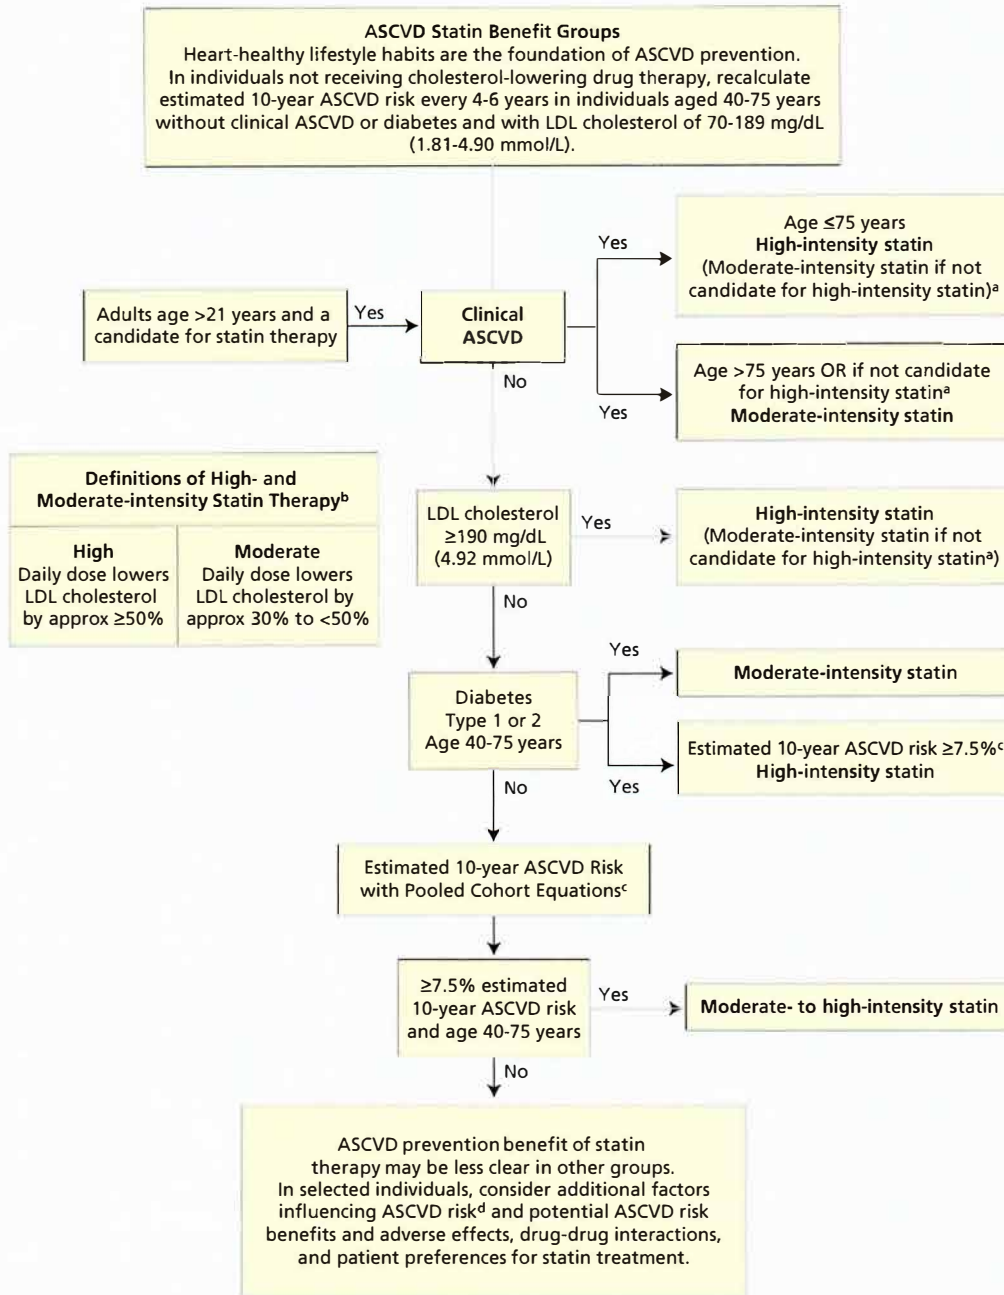 ASCVD Statin Benefit Groups
Heart-healthy lifestyle habits are the foundation of ASCVD prevention.
In individuals not receiving cholesterol-lowering drug therapy, recalculate
estimated 10-year ASCVD risk every 4-6 years in individuals aged 40-75 years
without clinical ASCVD or diabetes and with LDL cholesterol of 70-189 mg/dL
(1.81-4.90 mmol/L).
Adults age >21 years and a
candidate for statin therapy
Yes
Clinical
ASCVD
Yes
Age ≤75 years
High-intensity statin
(Moderate-intensity statin if not
candidate for high-intensity statin)ᵃ
Yes
Age >75 years OR if not candidate
for high-intensity statinᵃ
Moderate-intensity statin
No
Definitions of High- and
Moderate-intensity Statin Therapyᵇ
High
Daily dose lowers
LDL cholesterol
by approx ≥50%
Moderate
Daily dose lowers
LDL cholesterol by
approx 30% to <50%
LDL cholesterol
≥190 mg/dL
(4.92 mmol/L)
Yes
High-intensity statin
(Moderate-intensity statin if not
candidate for high-intensity statinᵃ)
No
Diabetes
Type 1 or 2
Age 40-75 years
Yes
Moderate-intensity statin
Yes
Estimated 10-year ASCVD risk ≥7.5%ᶜ
High-intensity statin
No
Estimated 10-year ASCVD Risk
with Pooled Cohort Equationsᶜ
≥7.5% estimated
10-year ASCVD risk
and age 40-75 years
Yes
Moderate- to high-intensity statin
No
ASCVD prevention benefit of statin
therapy may be less clear in other groups.
In selected individuals, consider additional factors
influencing ASCVD riskᵈ and potential ASCVD risk
benefits and adverse effects, drug-drug interactions,
and patient preferences for statin treatment.